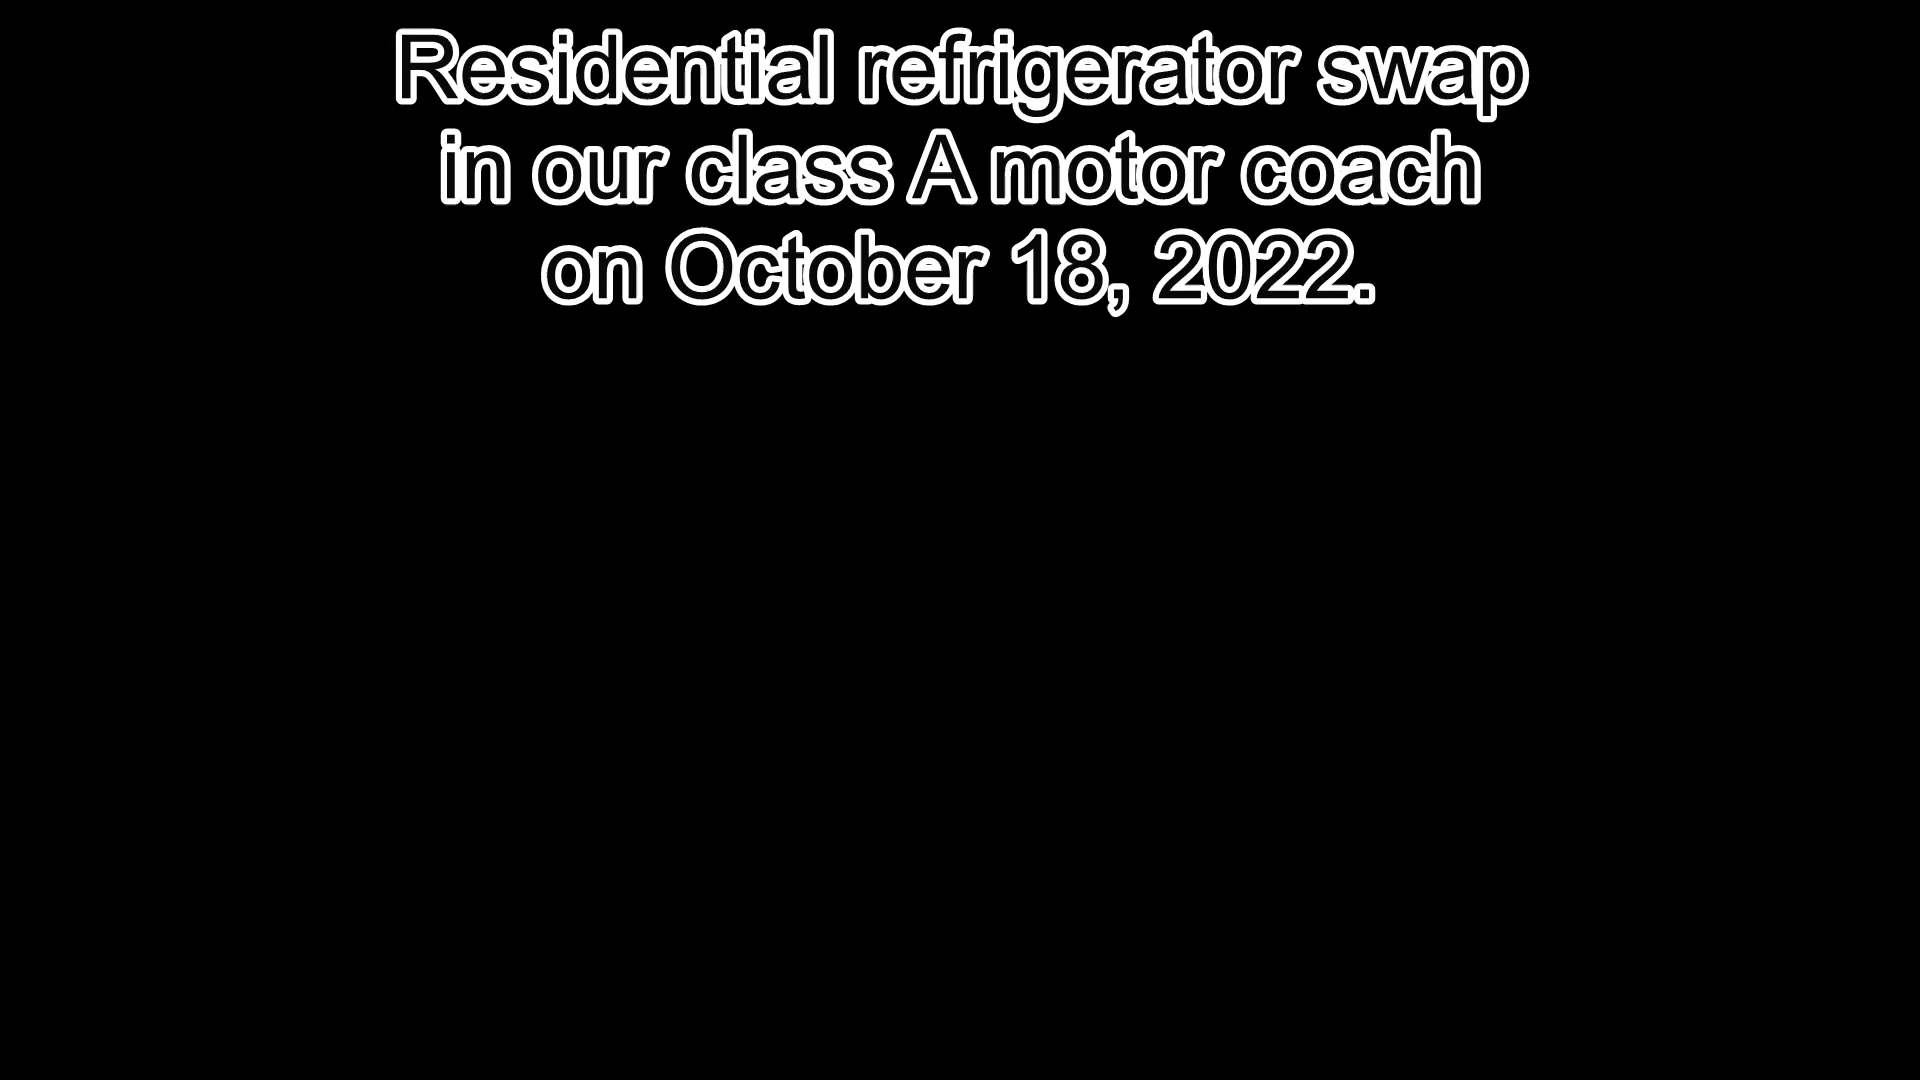 Residential refrigerator swap
in our class A motor coach
on October 18, 2022.